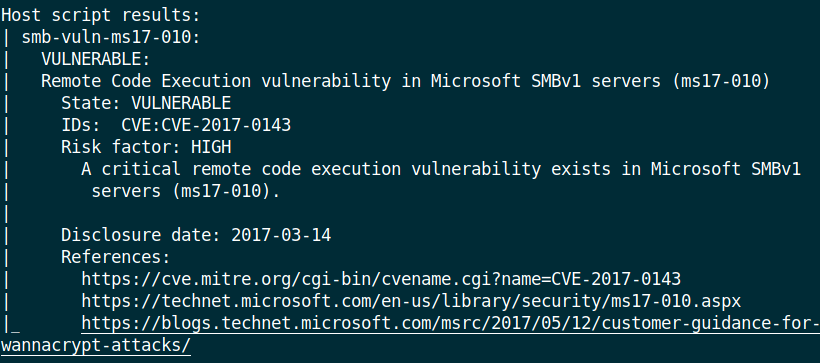 Host script results:
| smb-vuln-ms17-010:
|   VULNERABLE:
|   Remote Code Execution vulnerability in Microsoft SMBv1 servers (ms17-010)
|     State: VULNERABLE
|     IDs:  CVE:CVE-2017-0143
|     Risk factor: HIGH
|       A critical remote code execution vulnerability exists in Microsoft SMBv1
|        servers (ms17-010).
|
|     Disclosure date: 2017-03-14
|     References:
|       https://cve.mitre.org/cgi-bin/cvename.cgi?name=CVE-2017-0143
|       https://technet.microsoft.com/en-us/library/security/ms17-010.aspx
|_      https://blogs.technet.microsoft.com/msrc/2017/05/12/customer-guidance-for-
wannacrypt-attacks/